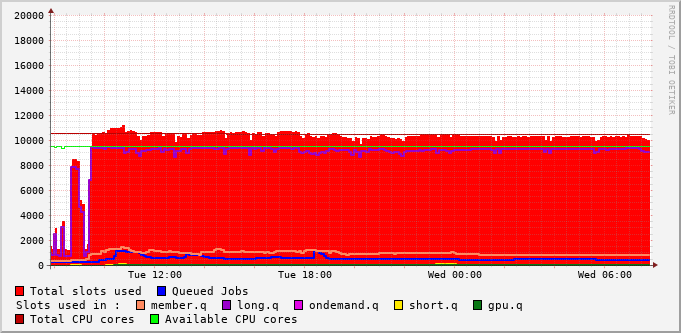 20000
18000
16000
14000
12000
10000
8000
6000
4000
2000
0
Tue 12:00 Tue 18:00 Wed 00:00 Wed 06:00
RRDTOOL / TOBI OETIKER
Total slots used Queued Jobs
Slots used in : member.q long.q ondemand.q short.q gpu.q
Total CPU cores Available CPU cores